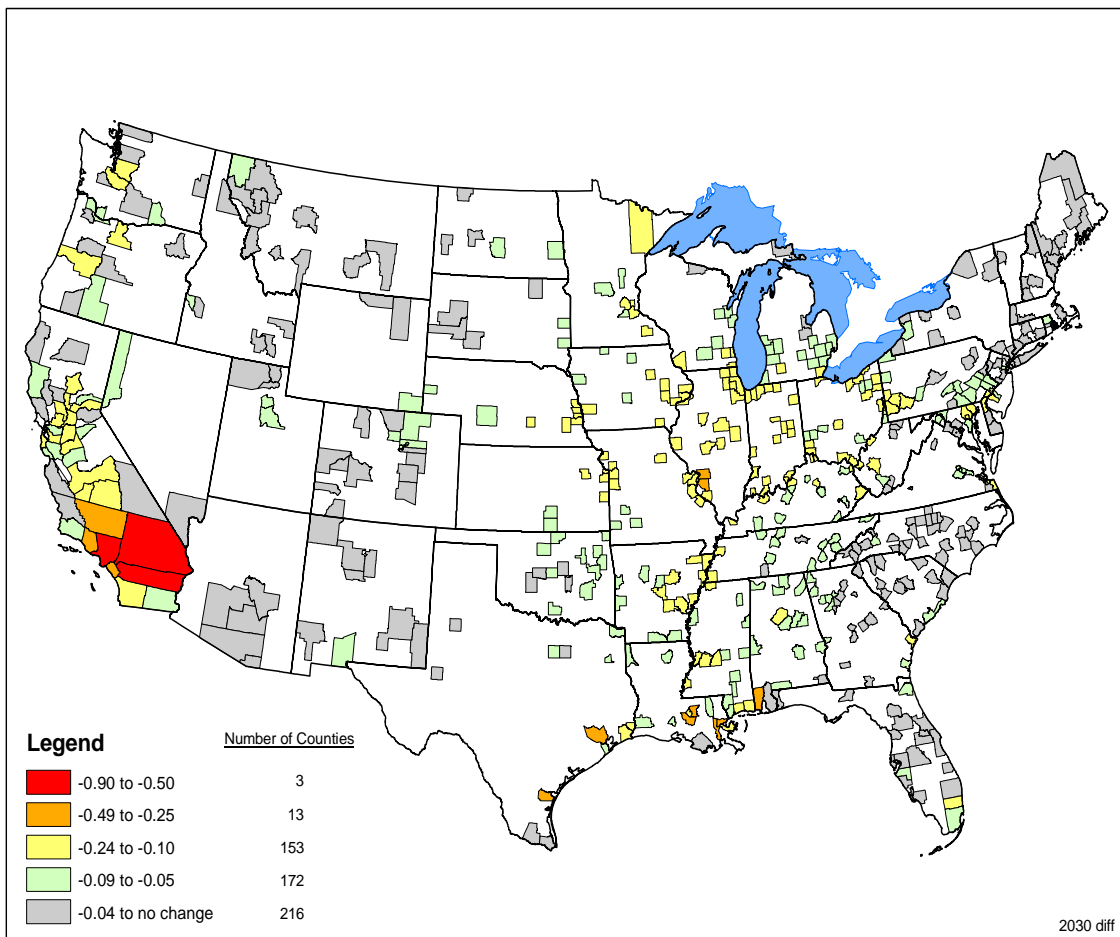 Legend
Number of Counties
-0.90 to -0.50 3
-0.49 to -0.25 13
-0.24 to -0.10 153
-0.09 to -0.05 172
-0.04 to no change 216
2030 diff